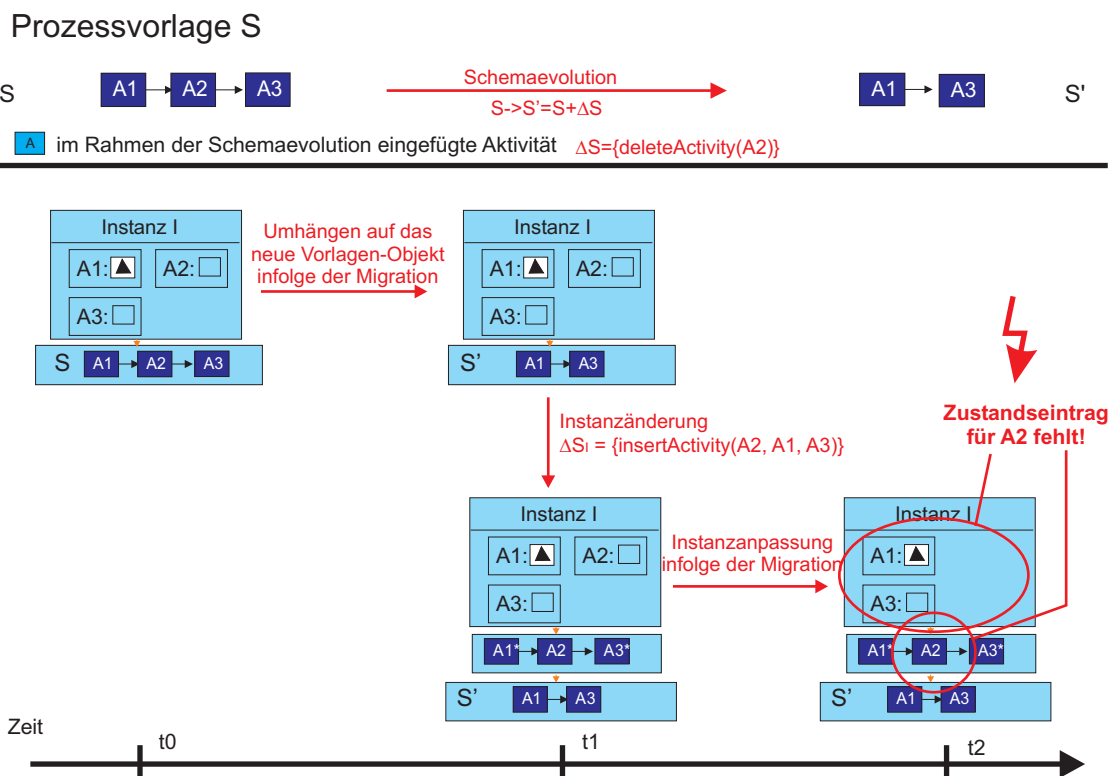 Prozessvorlage S
S
A1 A2 A3
Schemaevolution
S->S'=S+ΔS
A1 A3
S'
A im Rahmen der Schemaevolution eingefügte Aktivität ΔS={deleteActivity(A2)}
Instanz I
A1: A2:
A3:
S A1 A2 A3
Umhängen auf das
neue Vorlagen-Objekt
infolge der Migration
Instanz I
A1: A2:
A3:
S’ A1 A3
Instanzänderung
ΔSI = {insertActivity(A2, A1, A3)}
Zustandseintrag
für A2 fehlt!
Instanz I
A1: A2:
A3:
A1* A2 A3*
S’ A1 A3
Instanzanpassung
infolge der Migration
Instanz I
A1:
A3:
A1* A2 A3*
S’ A1 A3
Zeit
t0 t1 t2